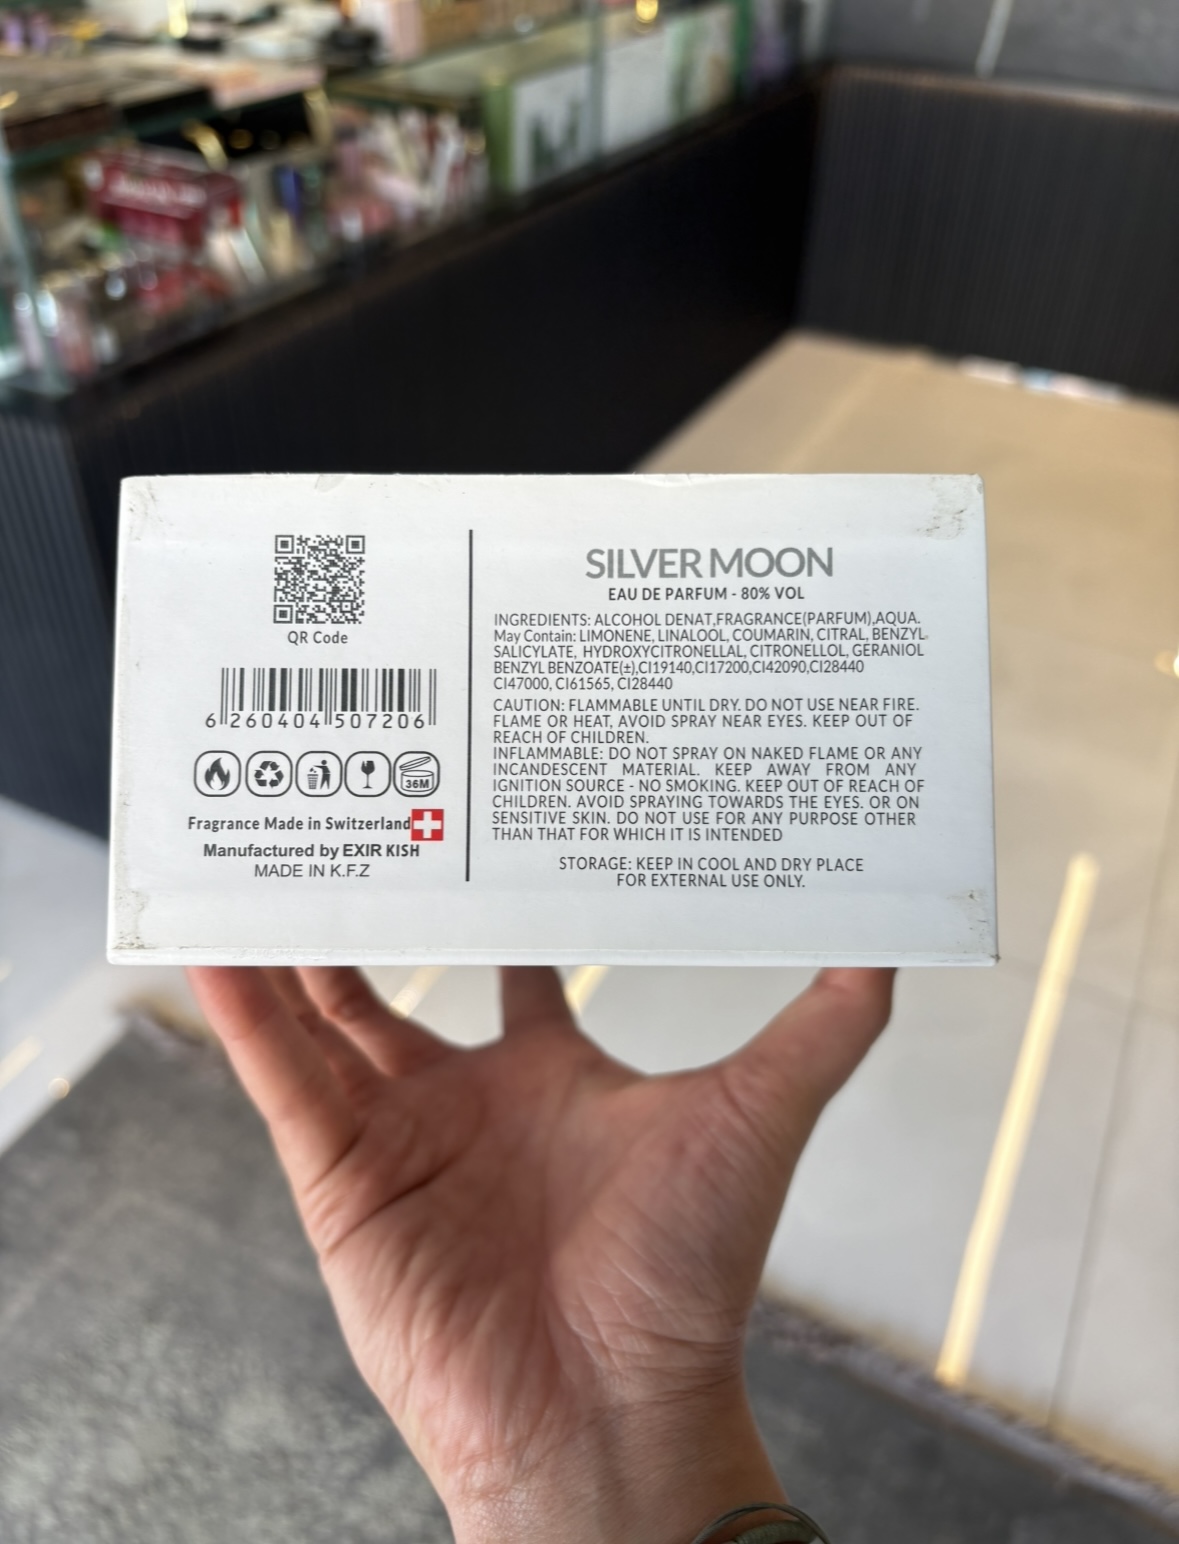 QR Code
6 260404 507206
36M
Fragrance Made in Switzerland
Manufactured by EXIR KISH
MADE IN K.F.Z
SILVER MOON
EAU DE PARFUM - 80% VOL
INGREDIENTS: ALCOHOL DENAT,FRAGRANCE(PARFUM),AQUA.
May Contain: LIMONENE, LINALOOL, COUMARIN, CITRAL, BENZYL
SALICYLATE, HYDROXYCITRONELLAL, CITRONELLOL, GERANIOL
BENZYL BENZOATE(±),CI19140,CI17200,CI42090,CI28440
CI47000, CI61565, CI28440
CAUTION: FLAMMABLE UNTIL DRY. DO NOT USE NEAR FIRE.
FLAME OR HEAT, AVOID SPRAY NEAR EYES. KEEP OUT OF
REACH OF CHILDREN.
INFLAMMABLE: DO NOT SPRAY ON NAKED FLAME OR ANY
INCANDESCENT MATERIAL. KEEP AWAY FROM ANY
IGNITION SOURCE - NO SMOKING. KEEP OUT OF REACH OF
CHILDREN. AVOID SPRAYING TOWARDS THE EYES. OR ON
SENSITIVE SKIN. DO NOT USE FOR ANY PURPOSE OTHER
THAN THAT FOR WHICH IT IS INTENDED
STORAGE: KEEP IN COOL AND DRY PLACE
FOR EXTERNAL USE ONLY.